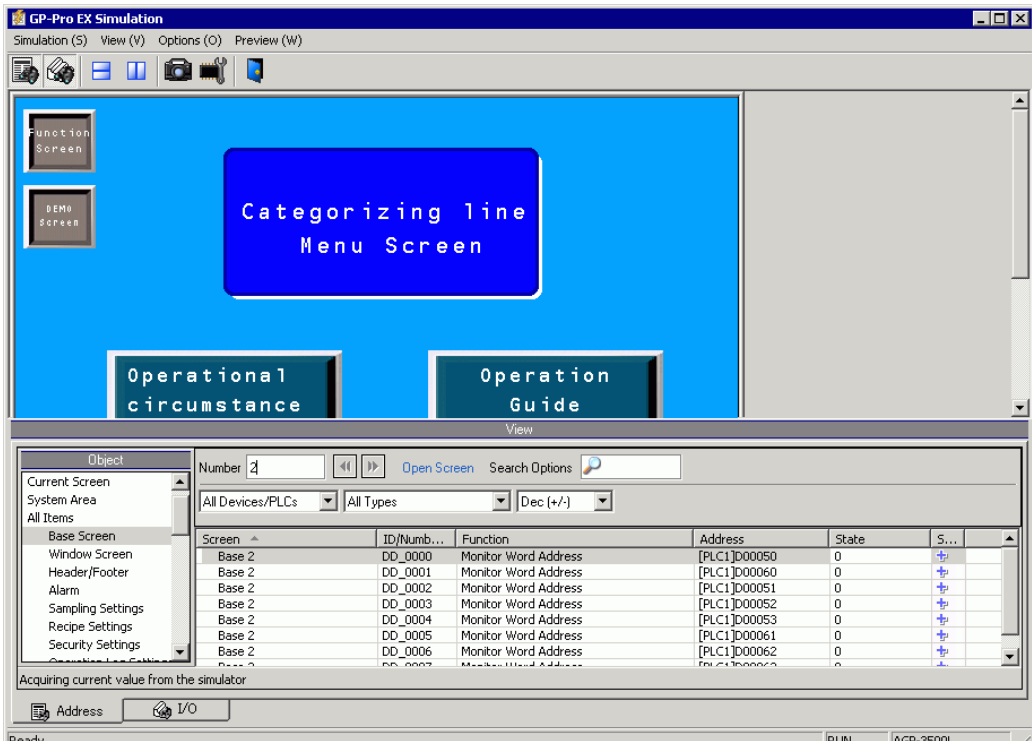 GP-Pro EX Simulation
Simulation (S) View (V) Options (O) Preview (W)
Function
Screen
DEMO
Screen
Categorizing line
Menu Screen
Operational
circumstance
Operation
Guide
View
Object
Current Screen
System Area
All Items
Base Screen
Window Screen
Header/Footer
Alarm
Sampling Settings
Recipe Settings
Security Settings
Number 2 Open Screen Search Options
All Devices/PLCs All Types Dec (+/-)
Screen ID/Numb... Function Address State S...
Base 2 DD_0000 Monitor Word Address [PLC1]D00050 0
Base 2 DD_0001 Monitor Word Address [PLC1]D00060 0
Base 2 DD_0002 Monitor Word Address [PLC1]D00051 0
Base 2 DD_0003 Monitor Word Address [PLC1]D00052 0
Base 2 DD_0004 Monitor Word Address [PLC1]D00053 0
Base 2 DD_0005 Monitor Word Address [PLC1]D00061 0
Base 2 DD_0006 Monitor Word Address [PLC1]D00062 0
Acquiring current value from the simulator
Address I/O
Ready RUN